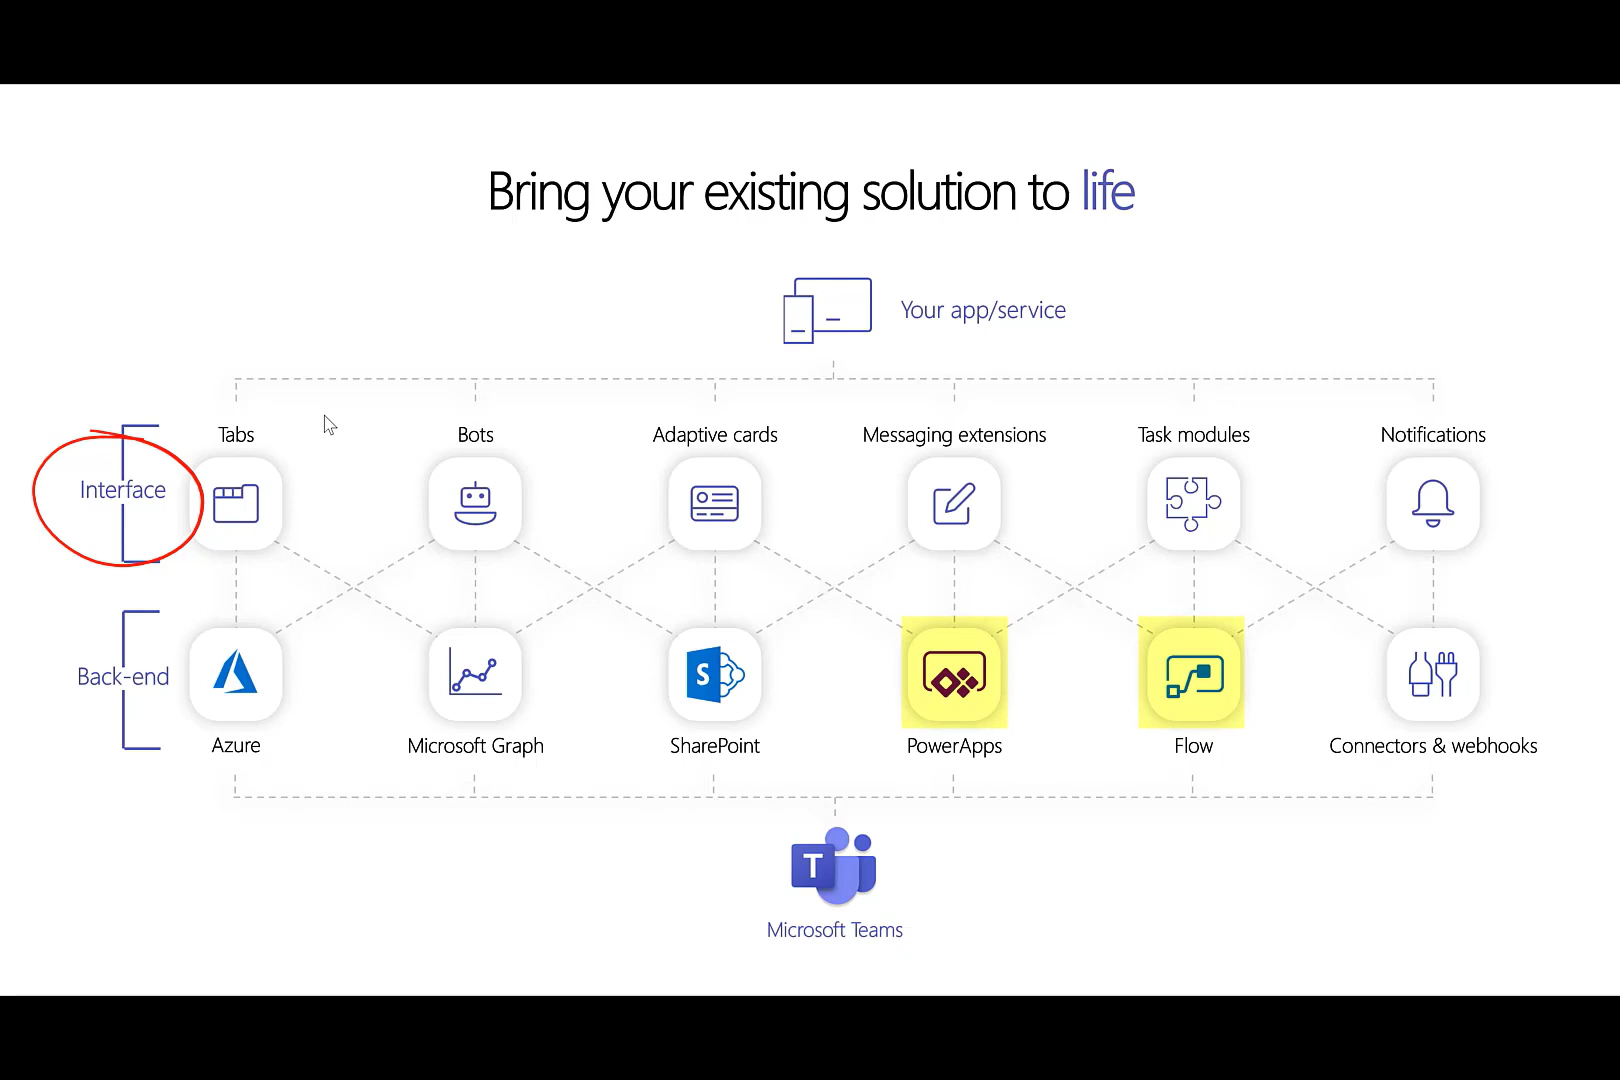 Bring your existing solution to life
Your app/service
Tabs
Bots
Adaptive cards
Messaging extensions
Task modules
Notifications
Interface
Back-end
S
Azure
Microsoft Graph
SharePoint
PowerApps
Flow
Connectors & webhooks
T
Microsoft Teams